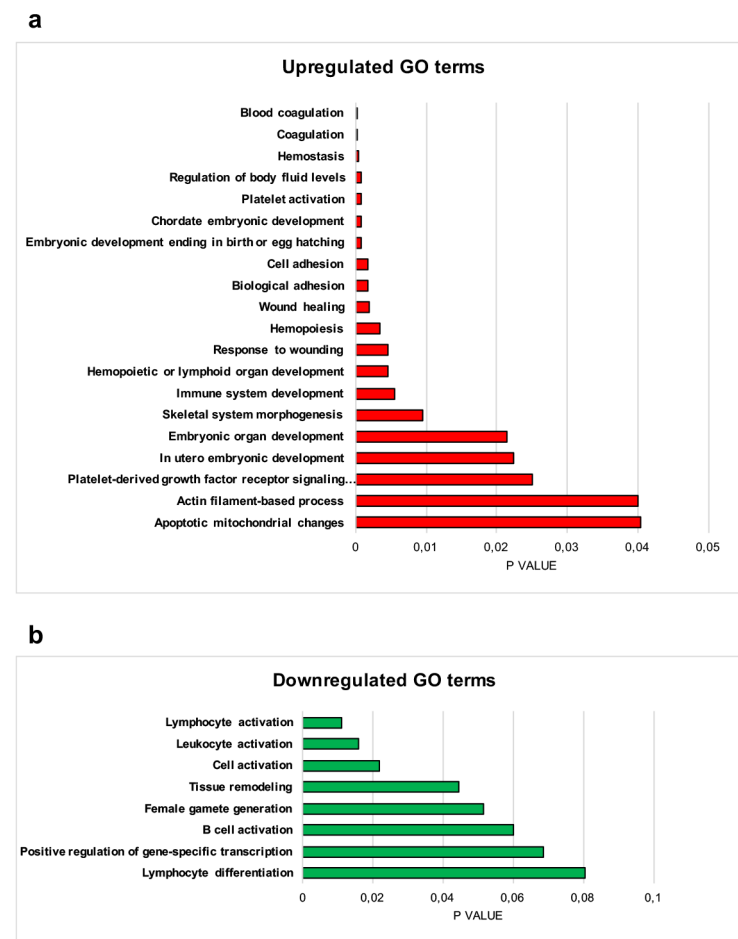 a
Upregulated GO terms
Blood coagulation
Coagulation
Hemostasis
Regulation of body fluid levels
Platelet activation
Chordate embryonic development
Embryonic development ending in birth or egg hatching
Cell adhesion
Biological adhesion
Wound healing
Hemopoiesis
Response to wounding
Hemopoietic or lymphoid organ development
Immune system development
Skeletal system morphogenesis
Embryonic organ development
In utero embryonic development
Platelet-derived growth factor receptor signaling...
Actin filament-based process
Apoptotic mitochondrial changes
0 0,01 0,02 0,03 0,04 0,05
P VALUE
b
Downregulated GO terms
Lymphocyte activation
Leukocyte activation
Cell activation
Tissue remodeling
Female gamete generation
B cell activation
Positive regulation of gene-specific transcription
Lymphocyte differentiation
0 0,02 0,04 0,06 0,08 0,1
P VALUE